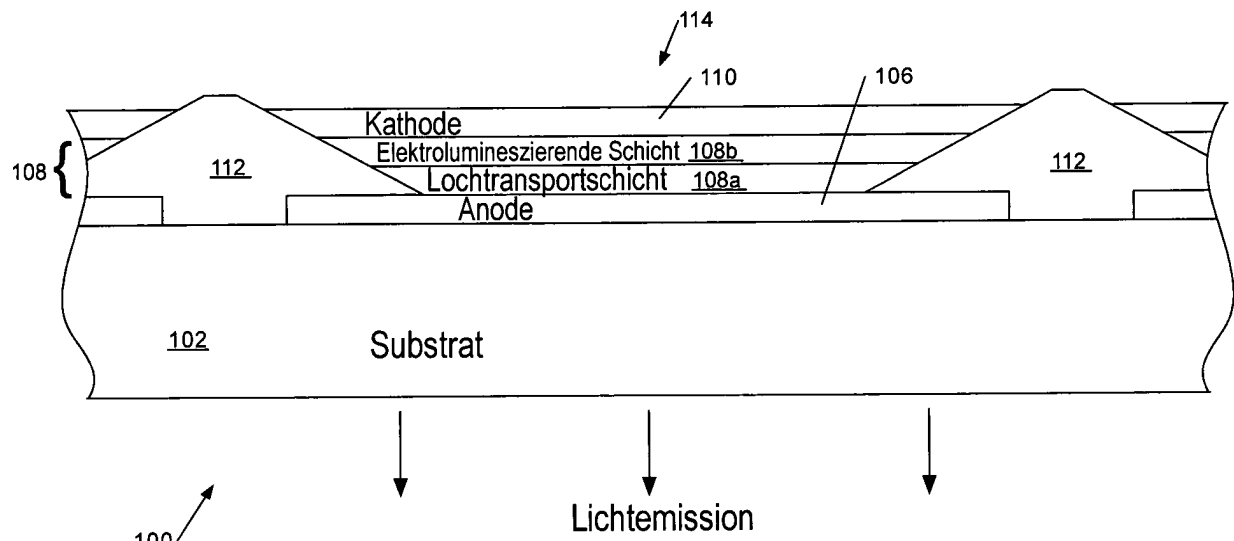 114
110
106
Kathode
Elektrolumineszierende Schicht 108b
108
112
112
Lochtransportschicht 108a
Anode
102
Substrat
100
Lichtemission